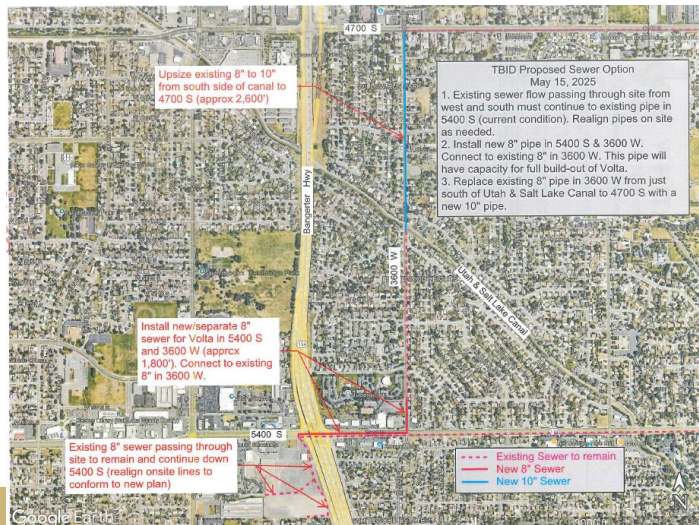 4700 S
Upsize existing 8" to 10"
from south side of canal to
4700 S (approx 2,600')
TBID Proposed Sewer Option
May 15, 2025
1. Existing sewer flow passing through site from
west and south must continue to existing pipe in
5400 S (current condition). Realign pipes on site
as needed.
2. Install new 8" pipe in 5400 S & 3600 W.
Connect to existing 8" in 3600 W. This pipe will
have capacity for full build-out of Volta.
3. Replace existing 8" pipe in 3600 W from just
south of Utah & Salt Lake Canal to 4700 S with a
new 10" pipe.
Bangerter Hwy
3600 W
Utah & Salt Lake Canal
Install new/separate 8"
sewer for Volta in 5400 S
and 3600 W (approx
1,800'). Connect to existing
8" in 3600 W.
154
5400 S
Existing 8" sewer passing through
site to remain and continue down
5400 S (realign onsite lines to
conform to new plan)
Existing Sewer to remain
New 8" Sewer
New 10" Sewer
N
Google Earth